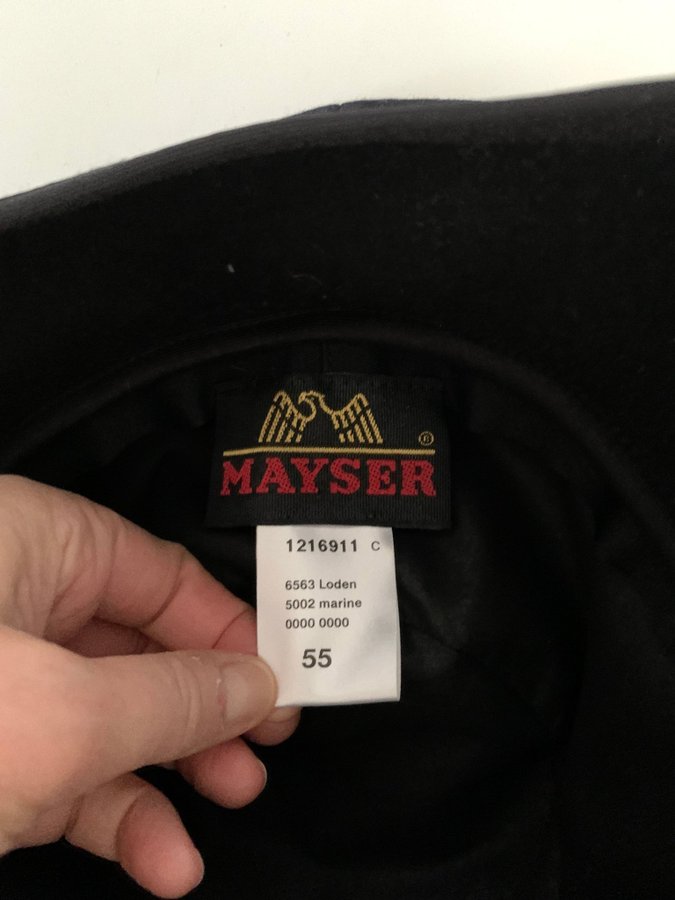 ®
MAYSER
1216911 C
6563 Loden
5002 marine
0000 0000
55